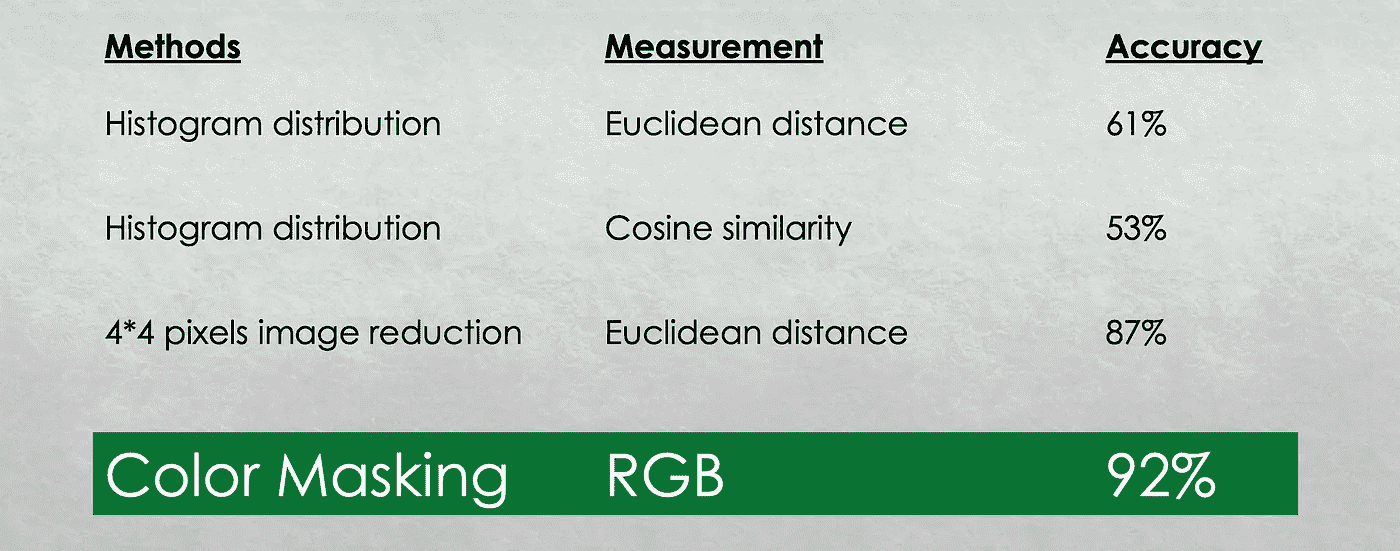 Methods Measurement Accuracy
Histogram distribution Euclidean distance 61%
Histogram distribution Cosine similarity 53%
4*4 pixels image reduction Euclidean distance 87%
Color Masking RGB 92%